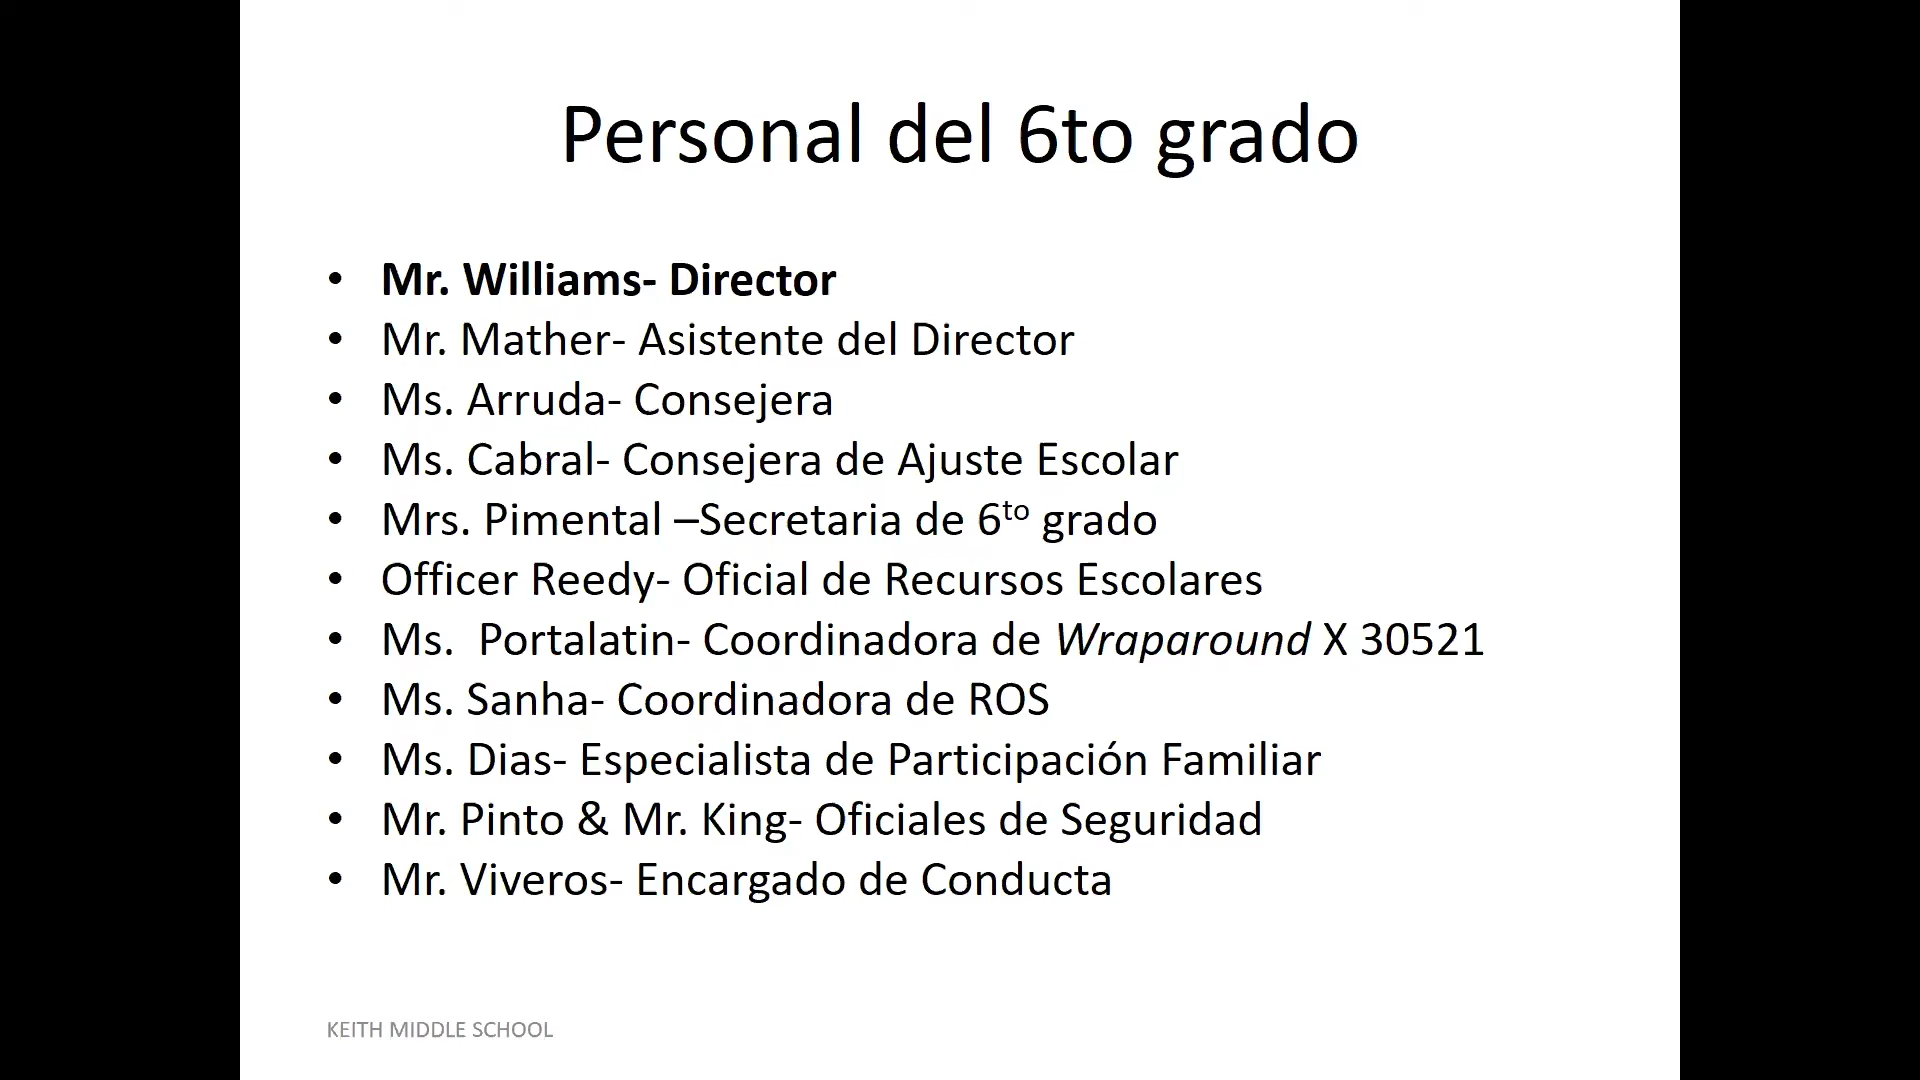 Personal del 6to grado
• Mr. Williams- Director
• Mr. Mather- Asistente del Director
• Ms. Arruda- Consejera
• Ms. Cabral- Consejera de Ajuste Escolar
• Mrs. Pimental –Secretaria de 6to grado
• Officer Reedy- Oficial de Recursos Escolares
• Ms.  Portalatin- Coordinadora de Wraparound X 30521
• Ms. Sanha- Coordinadora de ROS
• Ms. Dias- Especialista de Participación Familiar
• Mr. Pinto & Mr. King- Oficiales de Seguridad
• Mr. Viveros- Encargado de Conducta
KEITH MIDDLE SCHOOL